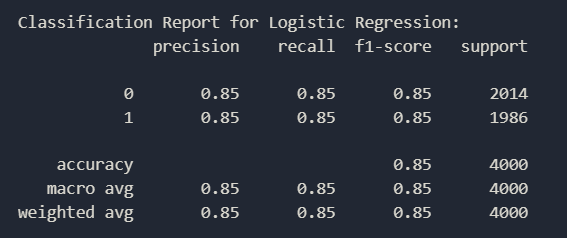 Classification Report for Logistic Regression:
precision recall f1-score support
0 0.85 0.85 0.85 2014
1 0.85 0.85 0.85 1986
accuracy 0.85 4000
macro avg 0.85 0.85 0.85 4000
weighted avg 0.85 0.85 0.85 4000